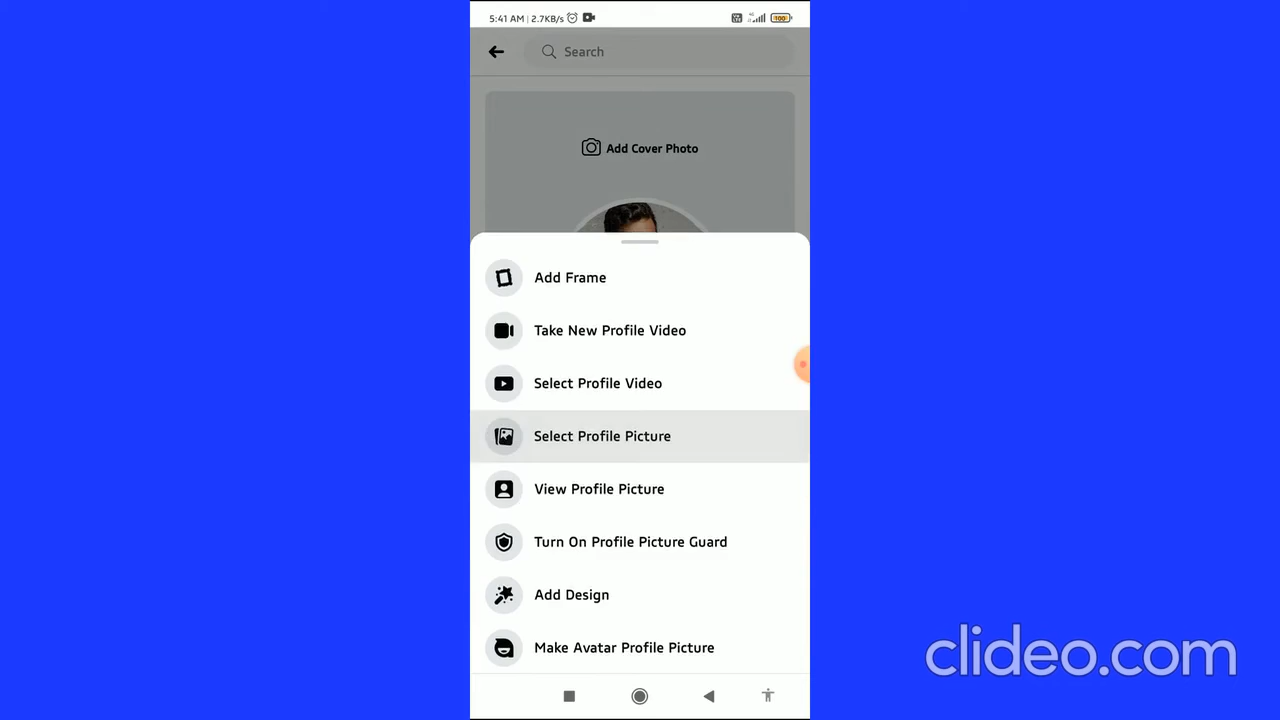 5:41 AM | 2.7KB/s
100
Search
Add Cover Photo
Add Frame
Take New Profile Video
Select Profile Video
Select Profile Picture
View Profile Picture
Turn On Profile Picture Guard
Add Design
Make Avatar Profile Picture
clideo.com